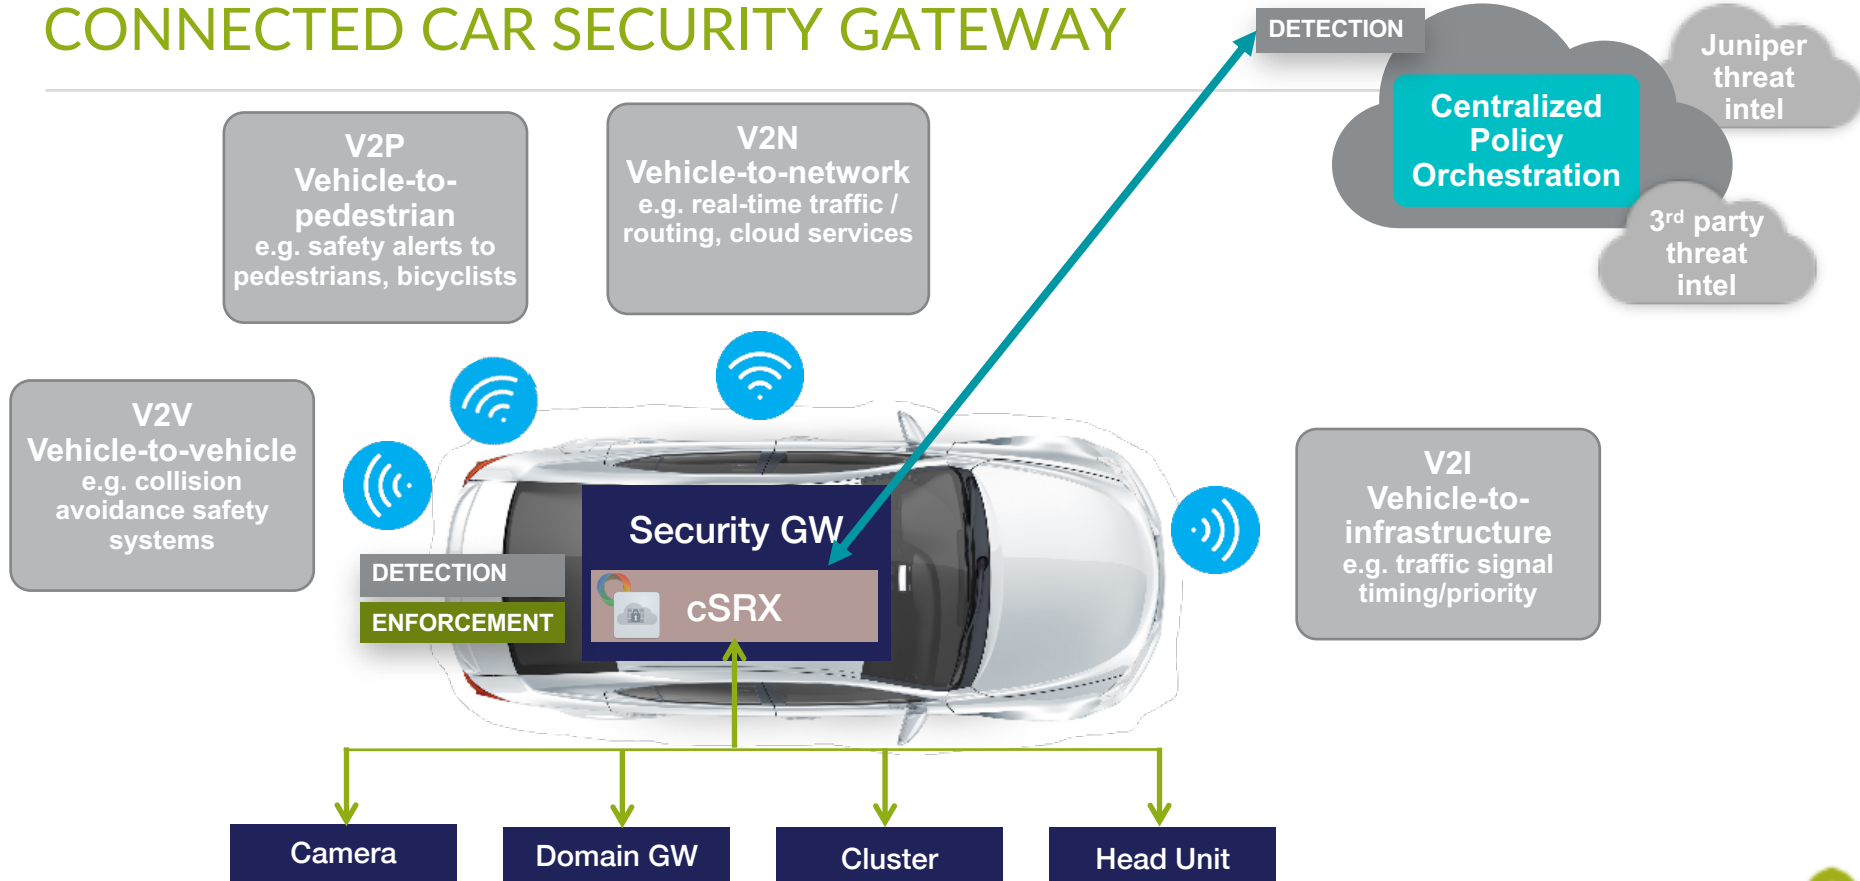 CONNECTED CAR SECURITY GATEWAY
DETECTION
Centralized
Policy
Orchestration
Juniper
threat
intel
3rd party
threat
intel
V2P
Vehicle-to-
pedestrian
e.g. safety alerts to
pedestrians, bicyclists
V2N
Vehicle-to-network
e.g. real-time traffic /
routing, cloud services
V2V
Vehicle-to-vehicle
e.g. collision
avoidance safety
systems
V2I
Vehicle-to-
infrastructure
e.g. traffic signal
timing/priority
Security GW
cSRX
DETECTION
ENFORCEMENT
Camera
Domain GW
Cluster
Head Unit